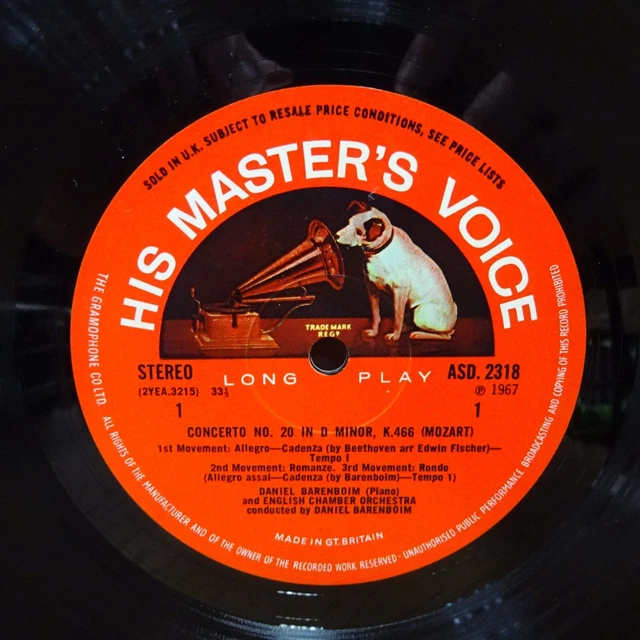 SOLD IN U.K. SUBJECT TO RESALE PRICE CONDITIONS, SEE PRICE LISTS
HIS MASTER'S VOICE
TRADE MARK
REGD
STEREO
LONG PLAY
ASD. 2318
(2YEA.3215) 33⅓
℗ 1967
1
1
CONCERTO NO. 20 IN D MINOR, K.466 (MOZART)
1st Movement: Allegro—Cadenza (by Beethoven arr Edwin Fischer)—
Tempo I
2nd Movement: Romanze. 3rd Movement: Rondo
(Allegro assai—Cadenza (by Barenboim)—Tempo 1)
DANIEL BARENBOIM (Piano)
and ENGLISH CHAMBER ORCHESTRA
conducted by DANIEL BARENBOIM
MADE IN GT. BRITAIN
THE GRAMOPHONE CO LTD. ALL RIGHTS OF THE MANUFACTURER AND OF THE OWNER OF THE RECORDED WORK RESERVED · UNAUTHORISED PUBLIC PERFORMANCE BROADCASTING AND COPYING OF THIS RECORD PROHIBITED